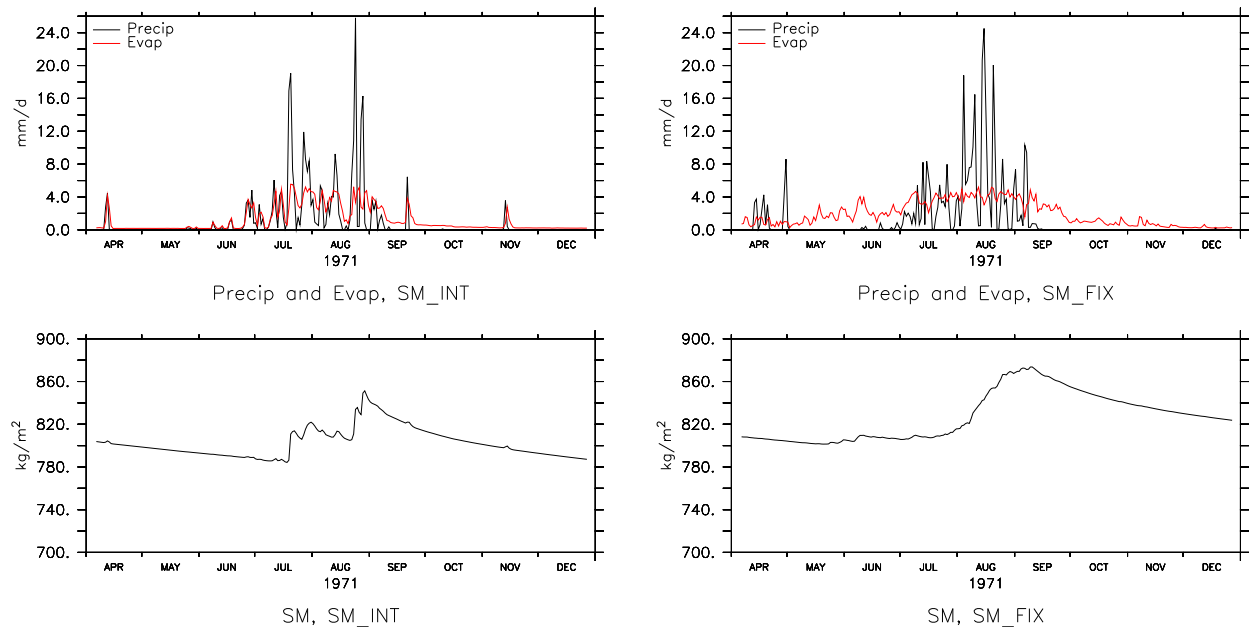 24.0
20.0
16.0
12.0
8.0
4.0
0.0
mm/d
Precip
Evap
APR MAY JUN JUL AUG SEP OCT NOV DEC
1971
Precip and Evap, SM_INT
24.0
20.0
16.0
12.0
8.0
4.0
0.0
mm/d
Precip
Evap
APR MAY JUN JUL AUG SEP OCT NOV DEC
1971
Precip and Evap, SM_FIX
900.
860.
820.
780.
740.
700.
kg/m²
APR MAY JUN JUL AUG SEP OCT NOV DEC
1971
SM, SM_INT
900.
860.
820.
780.
740.
700.
kg/m²
APR MAY JUN JUL AUG SEP OCT NOV DEC
1971
SM, SM_FIX